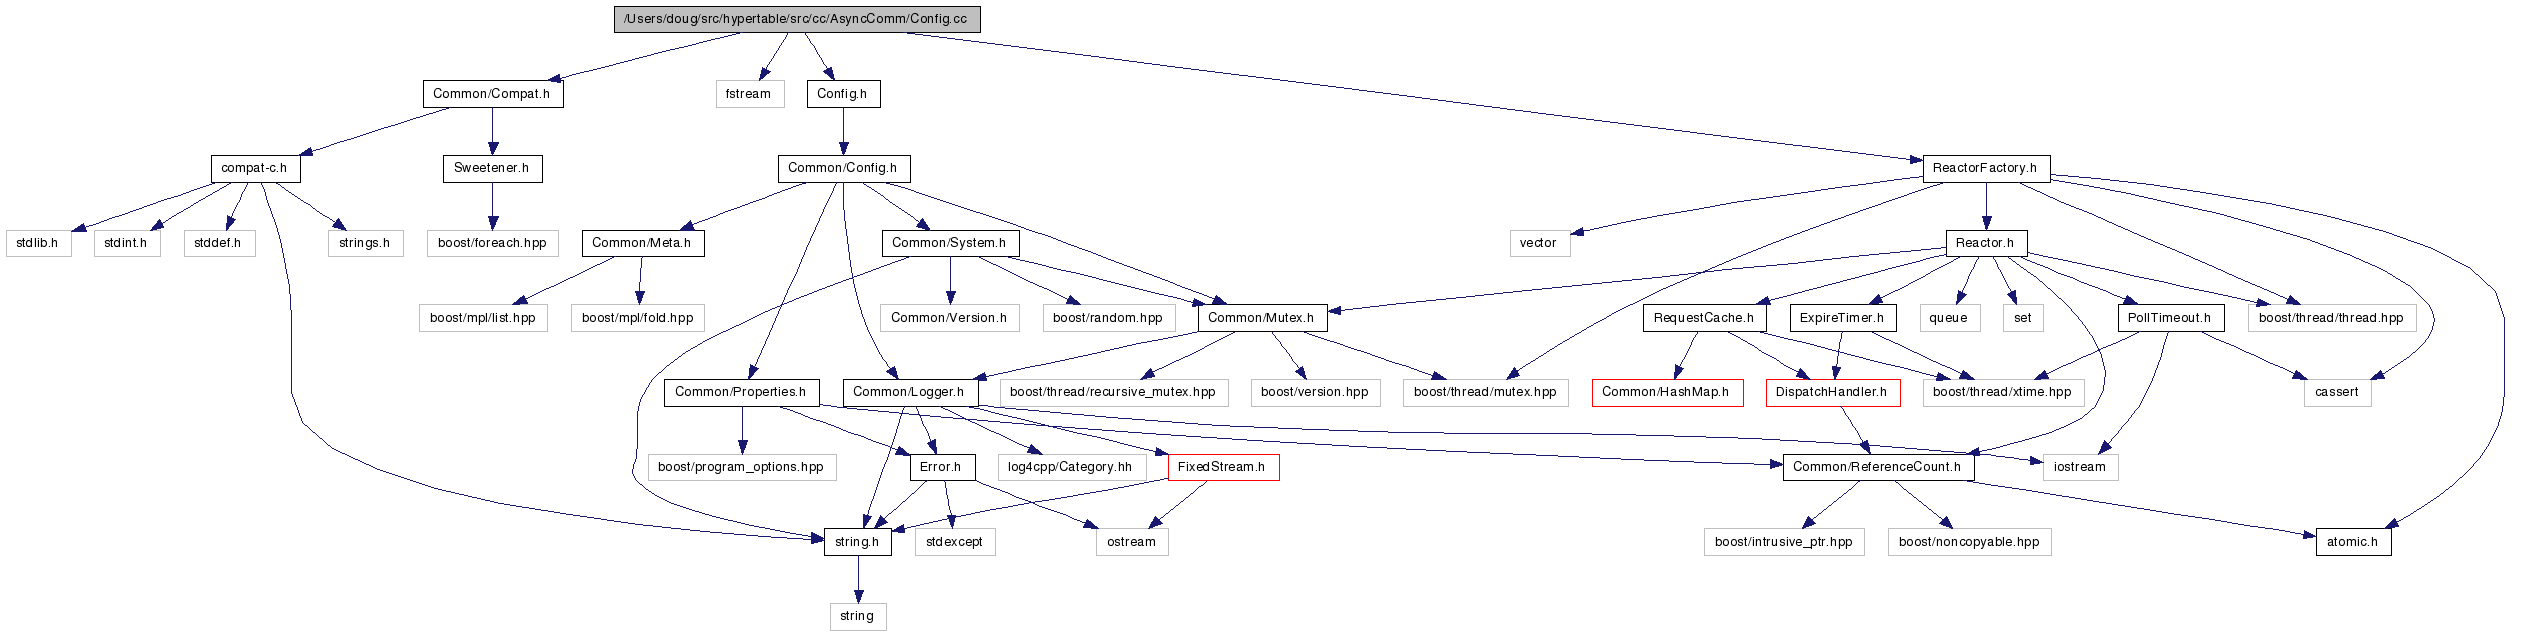 /Users/doug/src/hypertable/src/cc/AsyncComm/Config.cc
Common/Compat.h
fstream
Config.h
compat-c.h
Sweetener.h
Common/Config.h
ReactorFactory.h
stdlib.h
stdint.h
stddef.h
strings.h
boost/foreach.hpp
Common/Meta.h
Common/System.h
vector
Reactor.h
boost/mpl/list.hpp
boost/mpl/fold.hpp
Common/Version.h
boost/random.hpp
Common/Mutex.h
RequestCache.h
ExpireTimer.h
queue
set
PollTimeout.h
boost/thread/thread.hpp
Common/Properties.h
Common/Logger.h
boost/thread/recursive_mutex.hpp
boost/version.hpp
boost/thread/mutex.hpp
Common/HashMap.h
DispatchHandler.h
boost/thread/xtime.hpp
cassert
boost/program_options.hpp
Error.h
log4cpp/Category.hh
FixedStream.h
Common/ReferenceCount.h
iostream
string.h
stdexcept
ostream
boost/intrusive_ptr.hpp
boost/noncopyable.hpp
atomic.h
string